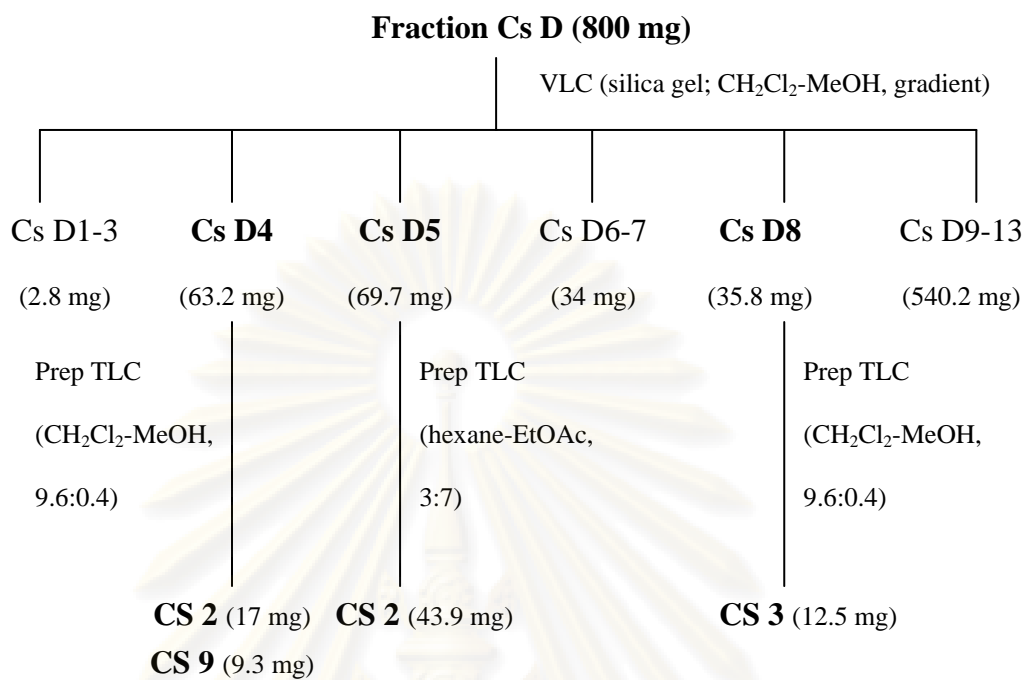 Fraction Cs D (800 mg)
VLC (silica gel; CH₂Cl₂-MeOH, gradient)
Cs D1-3 Cs D4 Cs D5 Cs D6-7 Cs D8 Cs D9-13
(2.8 mg) (63.2 mg) (69.7 mg) (34 mg) (35.8 mg) (540.2 mg)
Prep TLC Prep TLC Prep TLC
(CH₂Cl₂-MeOH, (hexane-EtOAc, (CH₂Cl₂-MeOH,
9.6:0.4) 3:7) 9.6:0.4)
CS 2 (17 mg) CS 2 (43.9 mg) CS 3 (12.5 mg)
CS 9 (9.3 mg)